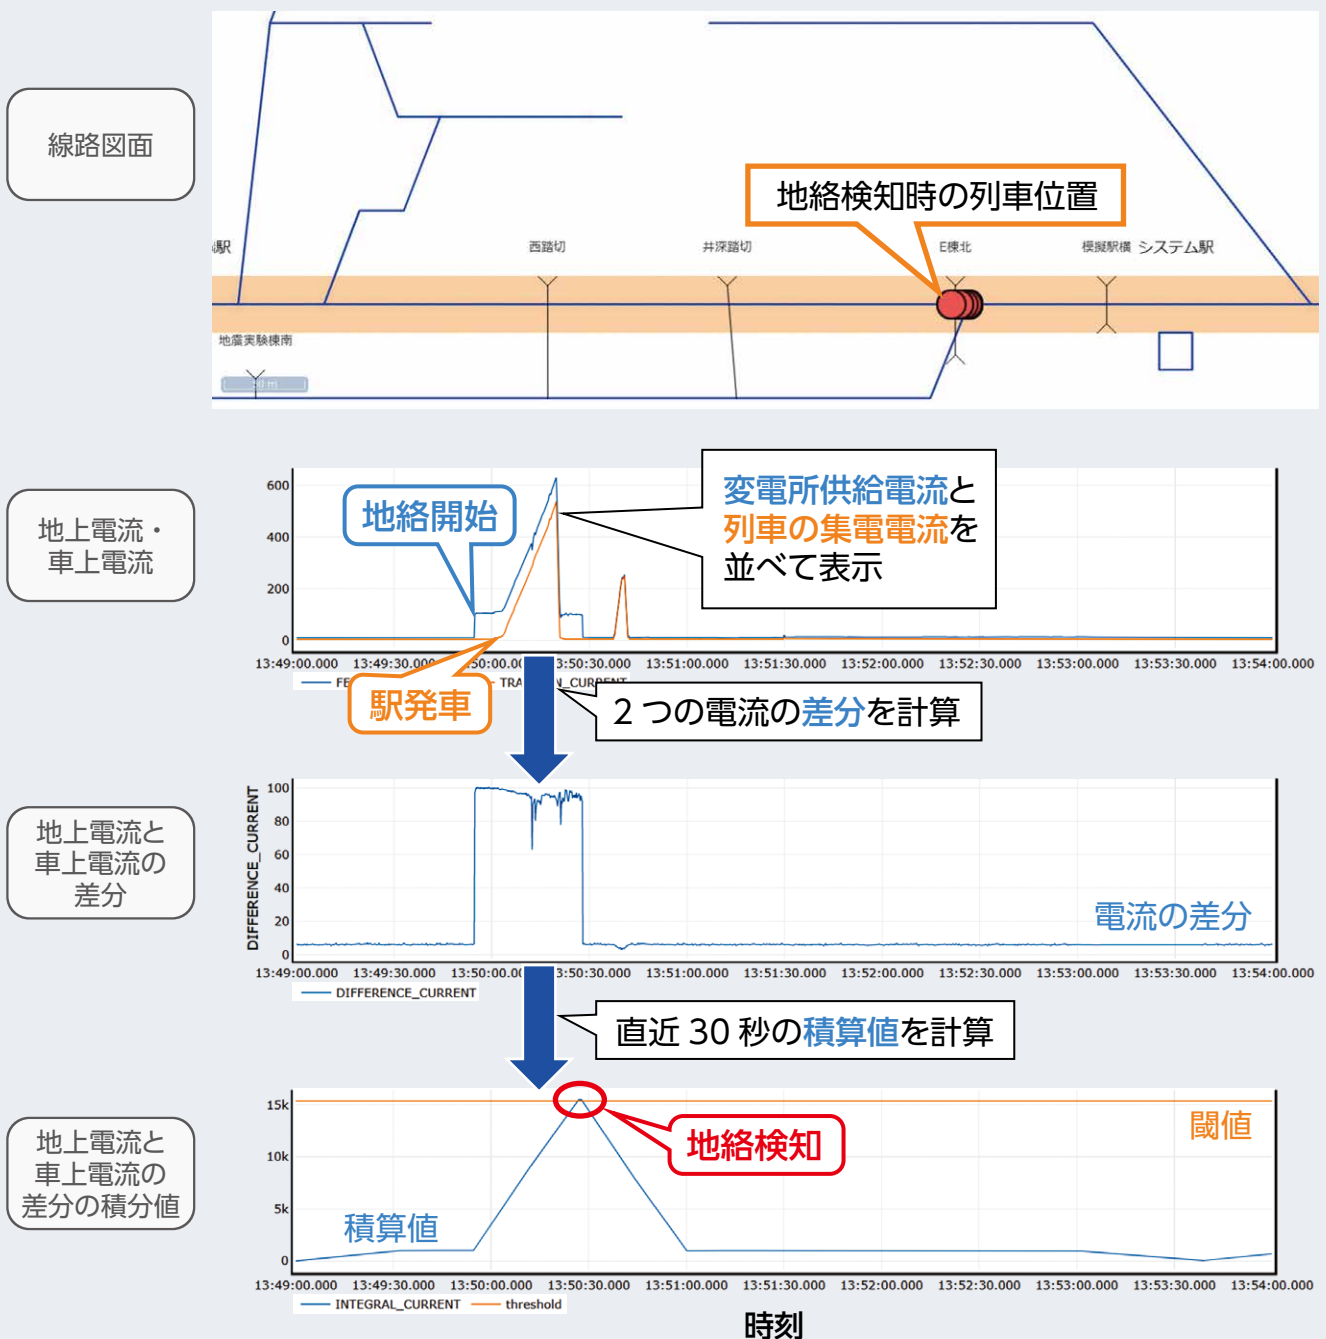 線路図面
地絡検知時の列車位置
駅
西踏切
井深踏切
E棟北
模擬駅横
システム駅
地震実験棟南
50 m
地上電流・
車上電流
600
400
200
0
地絡開始
変電所供給電流と
列車の集電電流を
並べて表示
13:49:00.000 13:49:30.000 13:50:00.0 13:50:30.000 13:51:00.000 13:51:30.000 13:52:00.000 13:52:30.000 13:53:00.000 13:53:30.000 13:54:00.000
FE
TRA
N_CURRENT
駅発車
2つの電流の差分を計算
地上電流と
車上電流の
差分
DIFFERENCE_CURRENT
100
80
60
40
20
0
電流の差分
13:49:00.000 13:49:30.000 13:50:00.0 13:50:30.000 13:51:00.000 13:51:30.000 13:52:00.000 13:52:30.000 13:53:00.000 13:53:30.000 13:54:00.000
DIFFERENCE_CURRENT
直近 30 秒の積算値を計算
地上電流と
車上電流の
差分の積分値
15k
10k
5k
0
地絡検知
閾値
積算値
13:49:00.000 13:49:30.000 13:50:00.000 13:50:30.000 13:51:00.000 13:51:30.000 13:52:00.000 13:52:30.000 13:53:00.000 13:53:30.000 13:54:00.000
INTEGRAL_CURRENT threshold
時刻